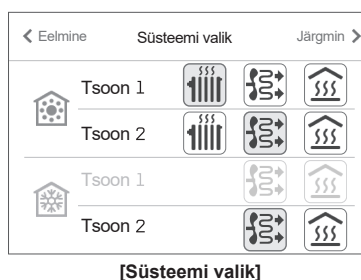 Eelmine Süsteemi valik Järgmin
Tsoon 1
Tsoon 2
Tsoon 1
Tsoon 2
[Süsteemi valik]